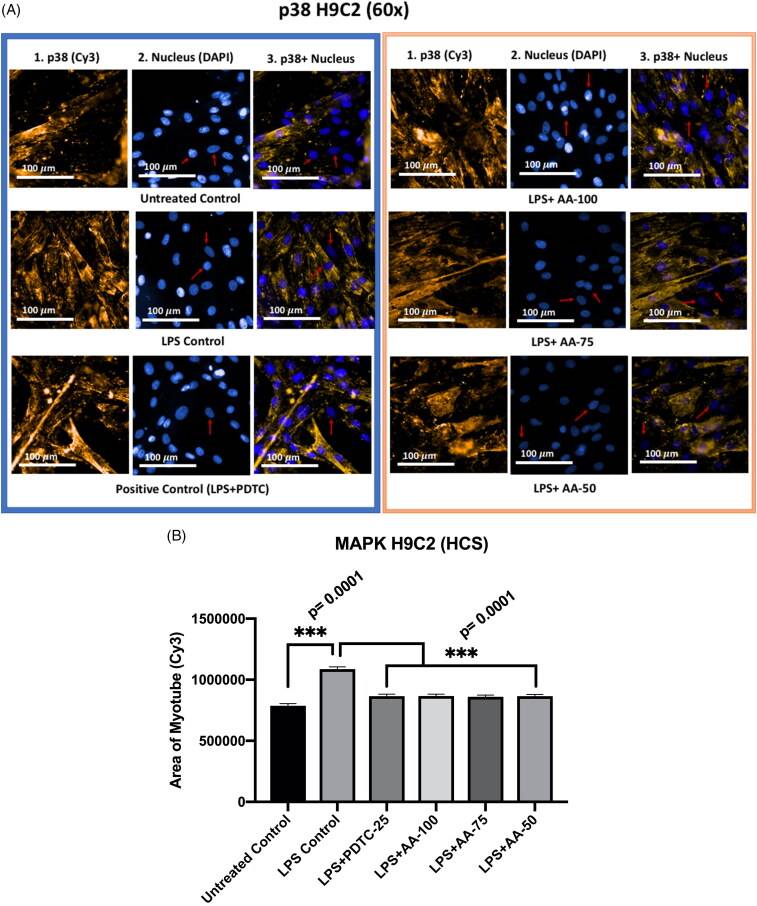 (A)
p38 H9C2 (60x)
1. p38 (Cy3) 2. Nucleus (DAPI) 3. p38+ Nucleus
100 µm 100 µm 100 µm
Untreated Control
100 µm 100 µm 100 µm
LPS Control
100 µm 100 µm 100 µm
Positive Control (LPS+PDTC)
1. p38 (Cy3) 2. Nucleus (DAPI) 3. p38+ Nucleus
100 µm 100 µm 100 µm
LPS+ AA-100
100 µm 100 µm 100 µm
LPS+ AA-75
100 µm 100 µm 100 µm
LPS+ AA-50
(B)
MAPK H9C2 (HCS)
p= 0.0001
***
p= 0.0001
***
Area of Myotube (Cy3)
1500000
1000000
500000
0
Untreated Control
LPS Control
LPS+PDTC-25
LPS+AA-100
LPS+AA-75
LPS+AA-50